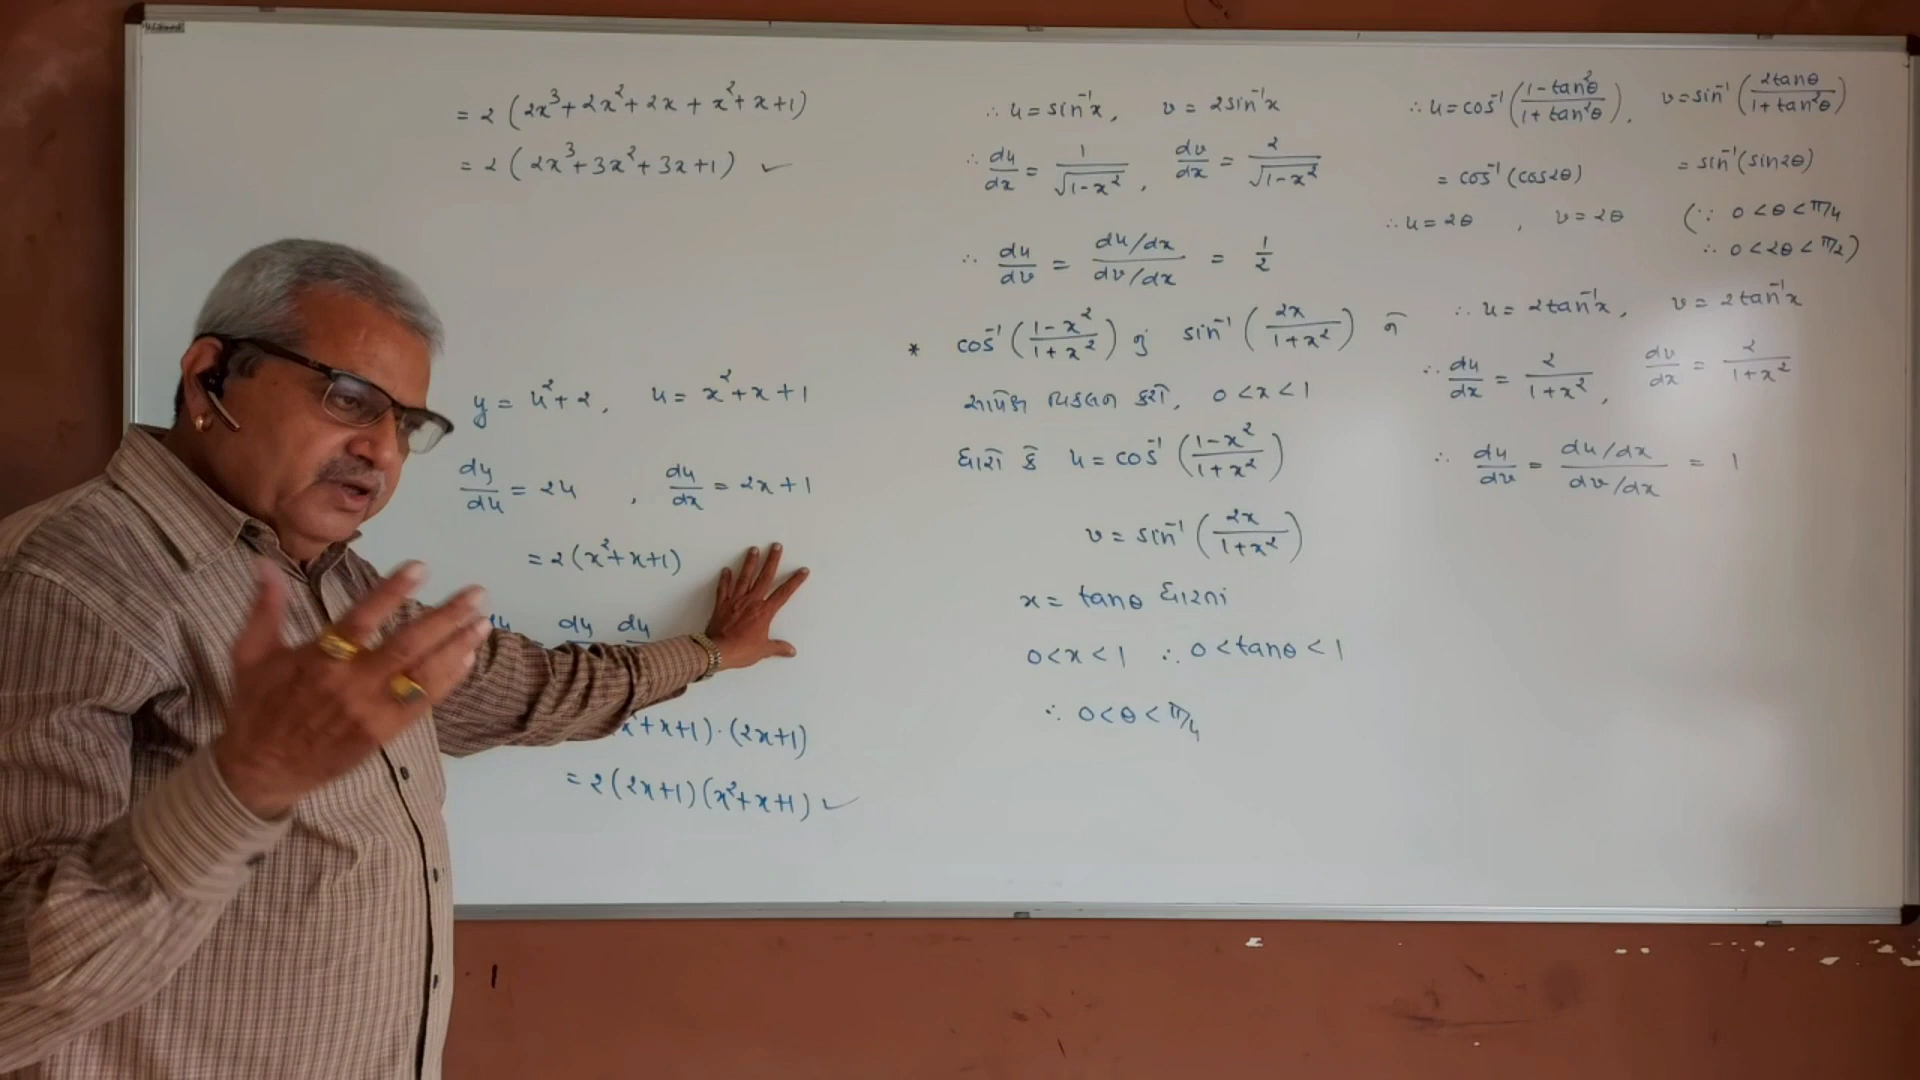 = 2 (2x³+2x²+2x+x²+x+1)
= 2 (2x³+3x²+3x+1) ✓
y = u²+2, u = x²+x+1
dy/du = 2u , du/dx = 2x+1
= 2(x²+x+1)
dy du
x²+x+1)·(2x+1)
= 2(2x+1)(x²+x+1) ✓
∴ u = sin⁻¹x, v = 2sin⁻¹x
∴ du/dx = 1/√1-x², dv/dx = 2/√1-x²
∴ du/dv = du/dx / dv/dx = 1/2
* cos⁻¹(1-x²/1+x²) નું sin⁻¹(2x/1+x²) ને
સાપેક્ષ વિકલન કરો, 0<x<1
ધારો કે u = cos⁻¹(1-x²/1+x²)
v = sin⁻¹(2x/1+x²)
x = tanθ ધારતાં
0<x<1 ∴ 0<tanθ<1
∴ 0<θ<π/4
∴ u = cos⁻¹(1-tan²θ/1+tan²θ), v = sin⁻¹(2tanθ/1+tan²θ)
= cos⁻¹(cos2θ) = sin⁻¹(sin2θ)
∴ u = 2θ , v = 2θ (∵ 0<θ<π/4
∴ 0<2θ<π/2)
∴ u = 2tan⁻¹x, v = 2tan⁻¹x
∴ du/dx = 2/1+x², dv/dx = 2/1+x²
∴ du/dv = du/dx / dv/dx = 1